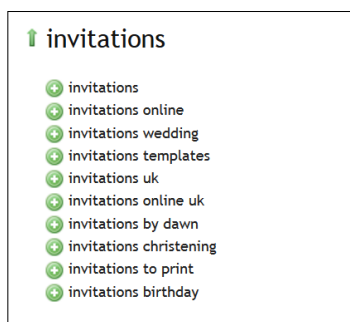 invitations
invitations
invitations online
invitations wedding
invitations templates
invitations uk
invitations online uk
invitations by dawn
invitations christening
invitations to print
invitations birthday